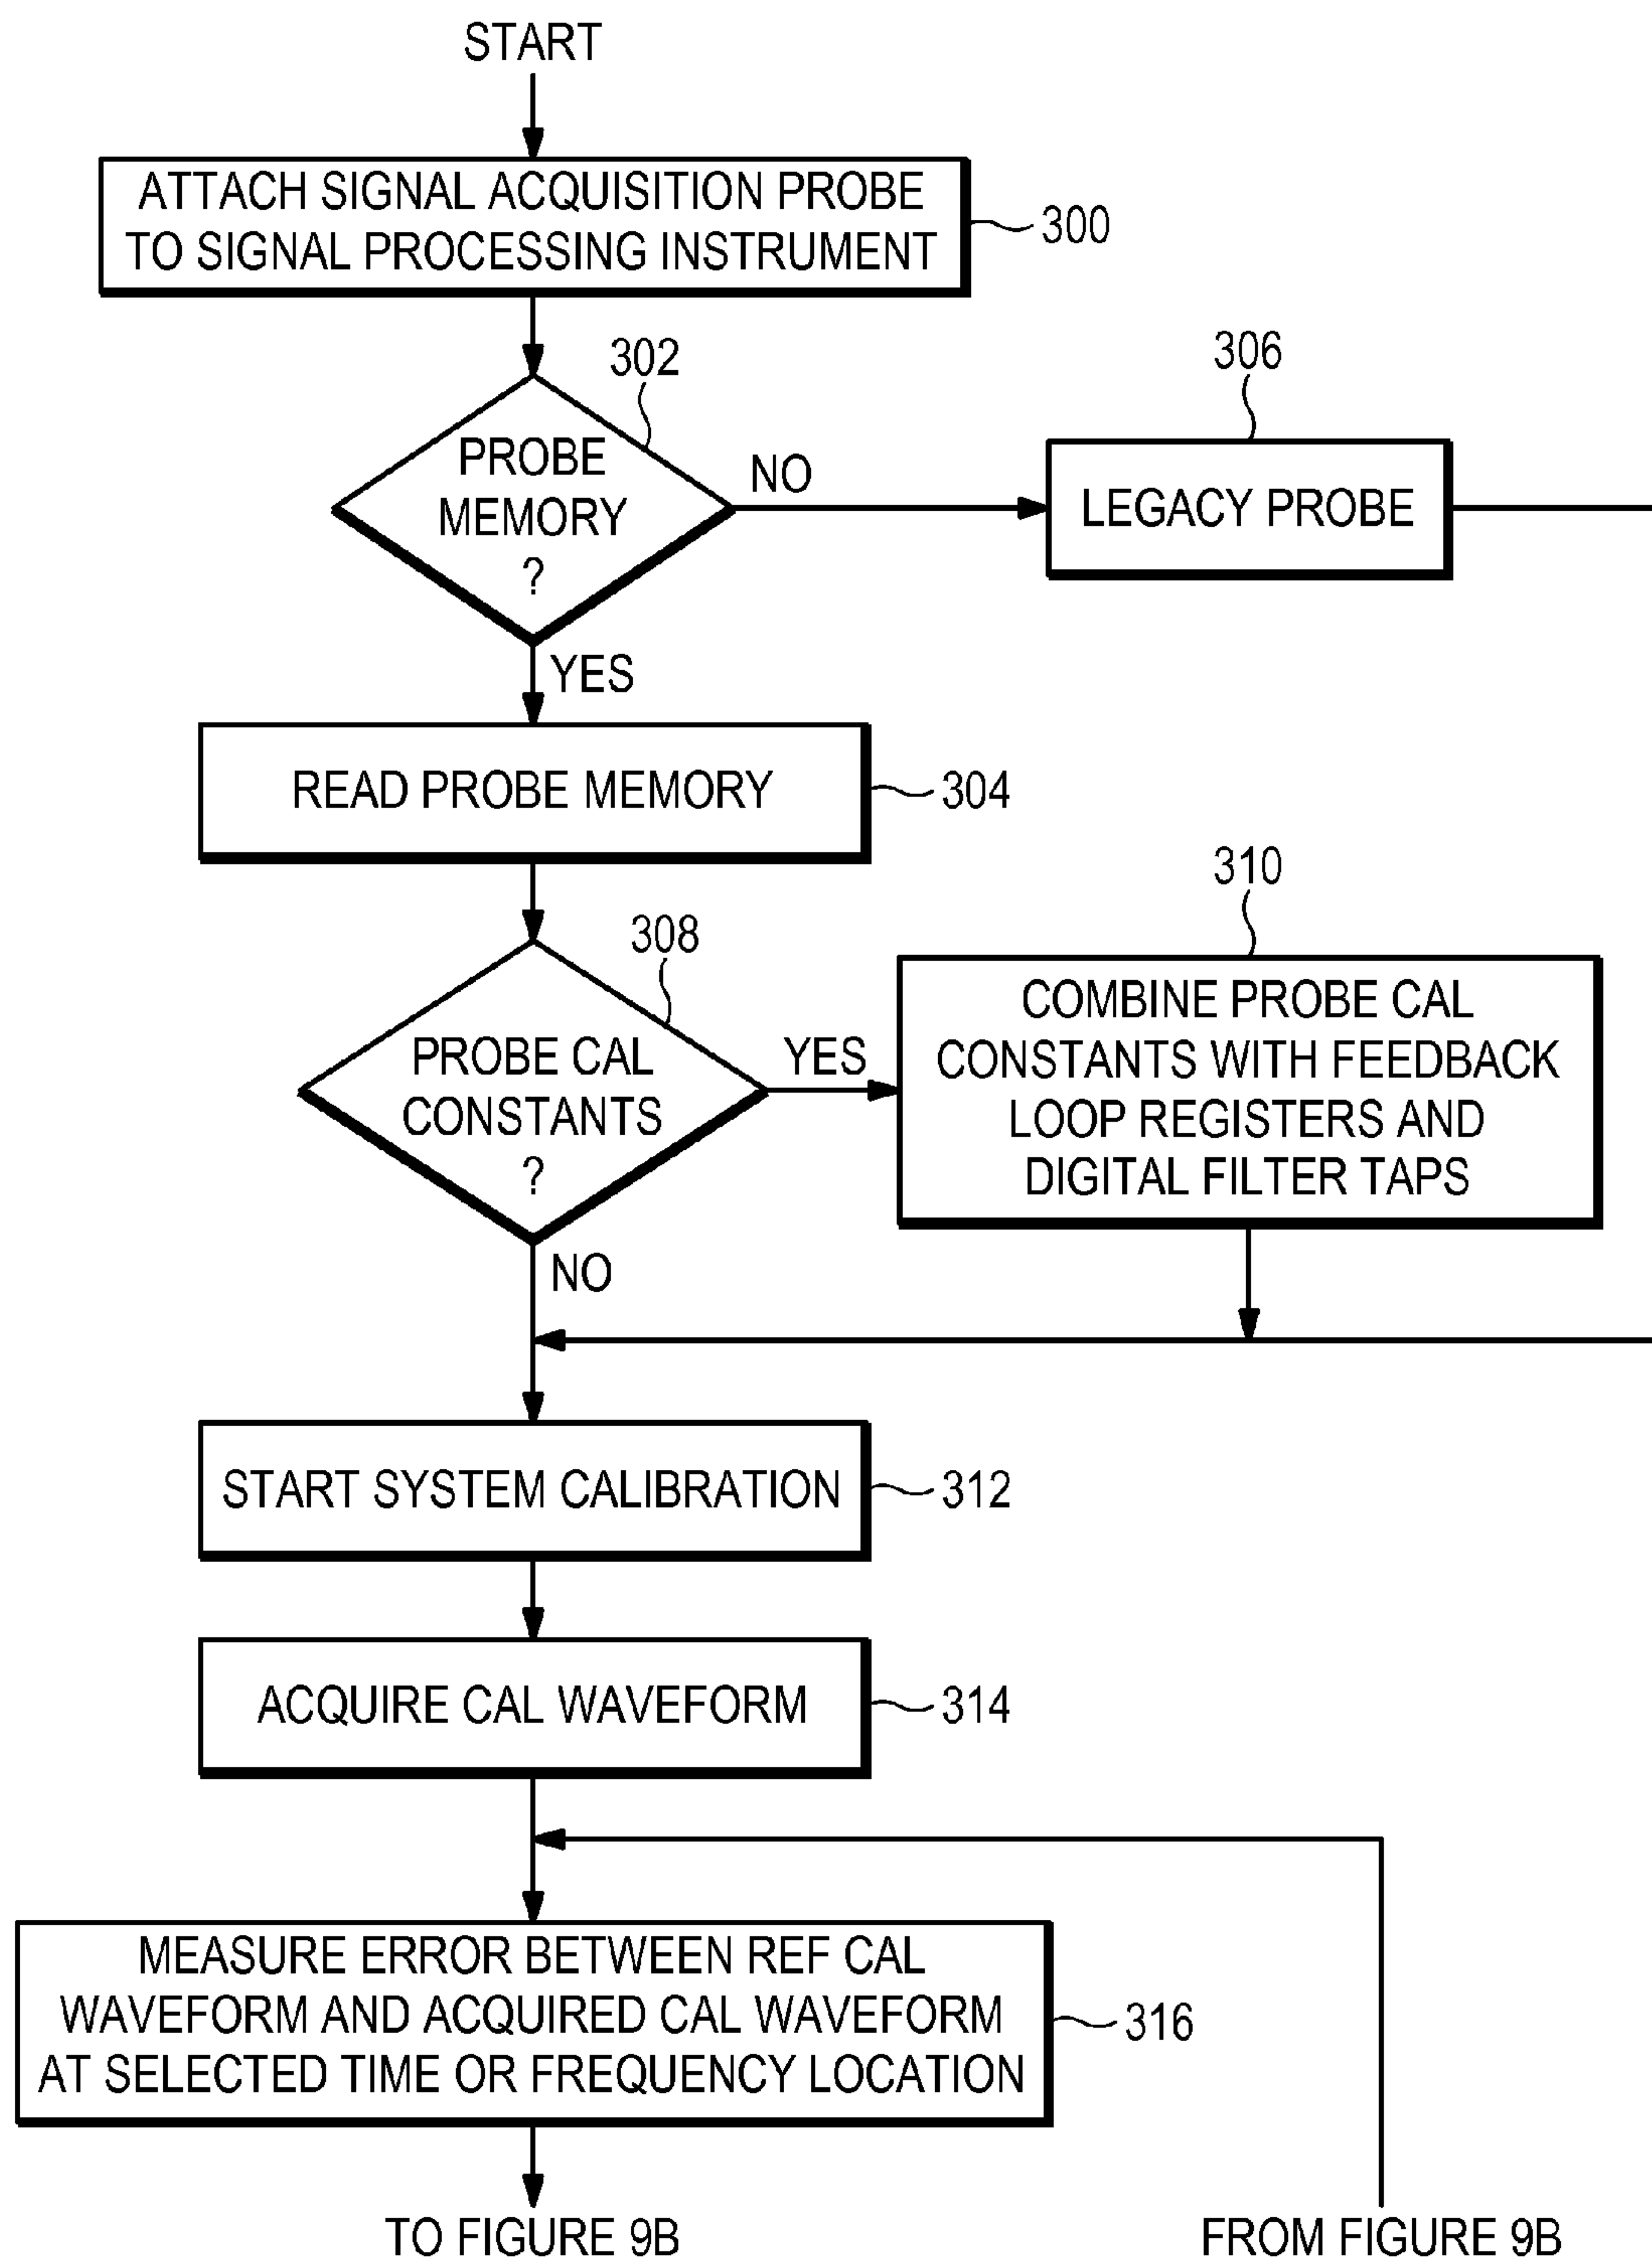 START
ATTACH SIGNAL ACQUISITION PROBE
TO SIGNAL PROCESSING INSTRUMENT
300
302
PROBE
MEMORY
?
NO
306
LEGACY PROBE
YES
READ PROBE MEMORY
304
308
PROBE CAL
CONSTANTS
?
YES
310
COMBINE PROBE CAL
CONSTANTS WITH FEEDBACK
LOOP REGISTERS AND
DIGITAL FILTER TAPS
NO
START SYSTEM CALIBRATION
312
ACQUIRE CAL WAVEFORM
314
MEASURE ERROR BETWEEN REF CAL
WAVEFORM AND ACQUIRED CAL WAVEFORM
AT SELECTED TIME OR FREQUENCY LOCATION
316
TO FIGURE 9B
FROM FIGURE 9B